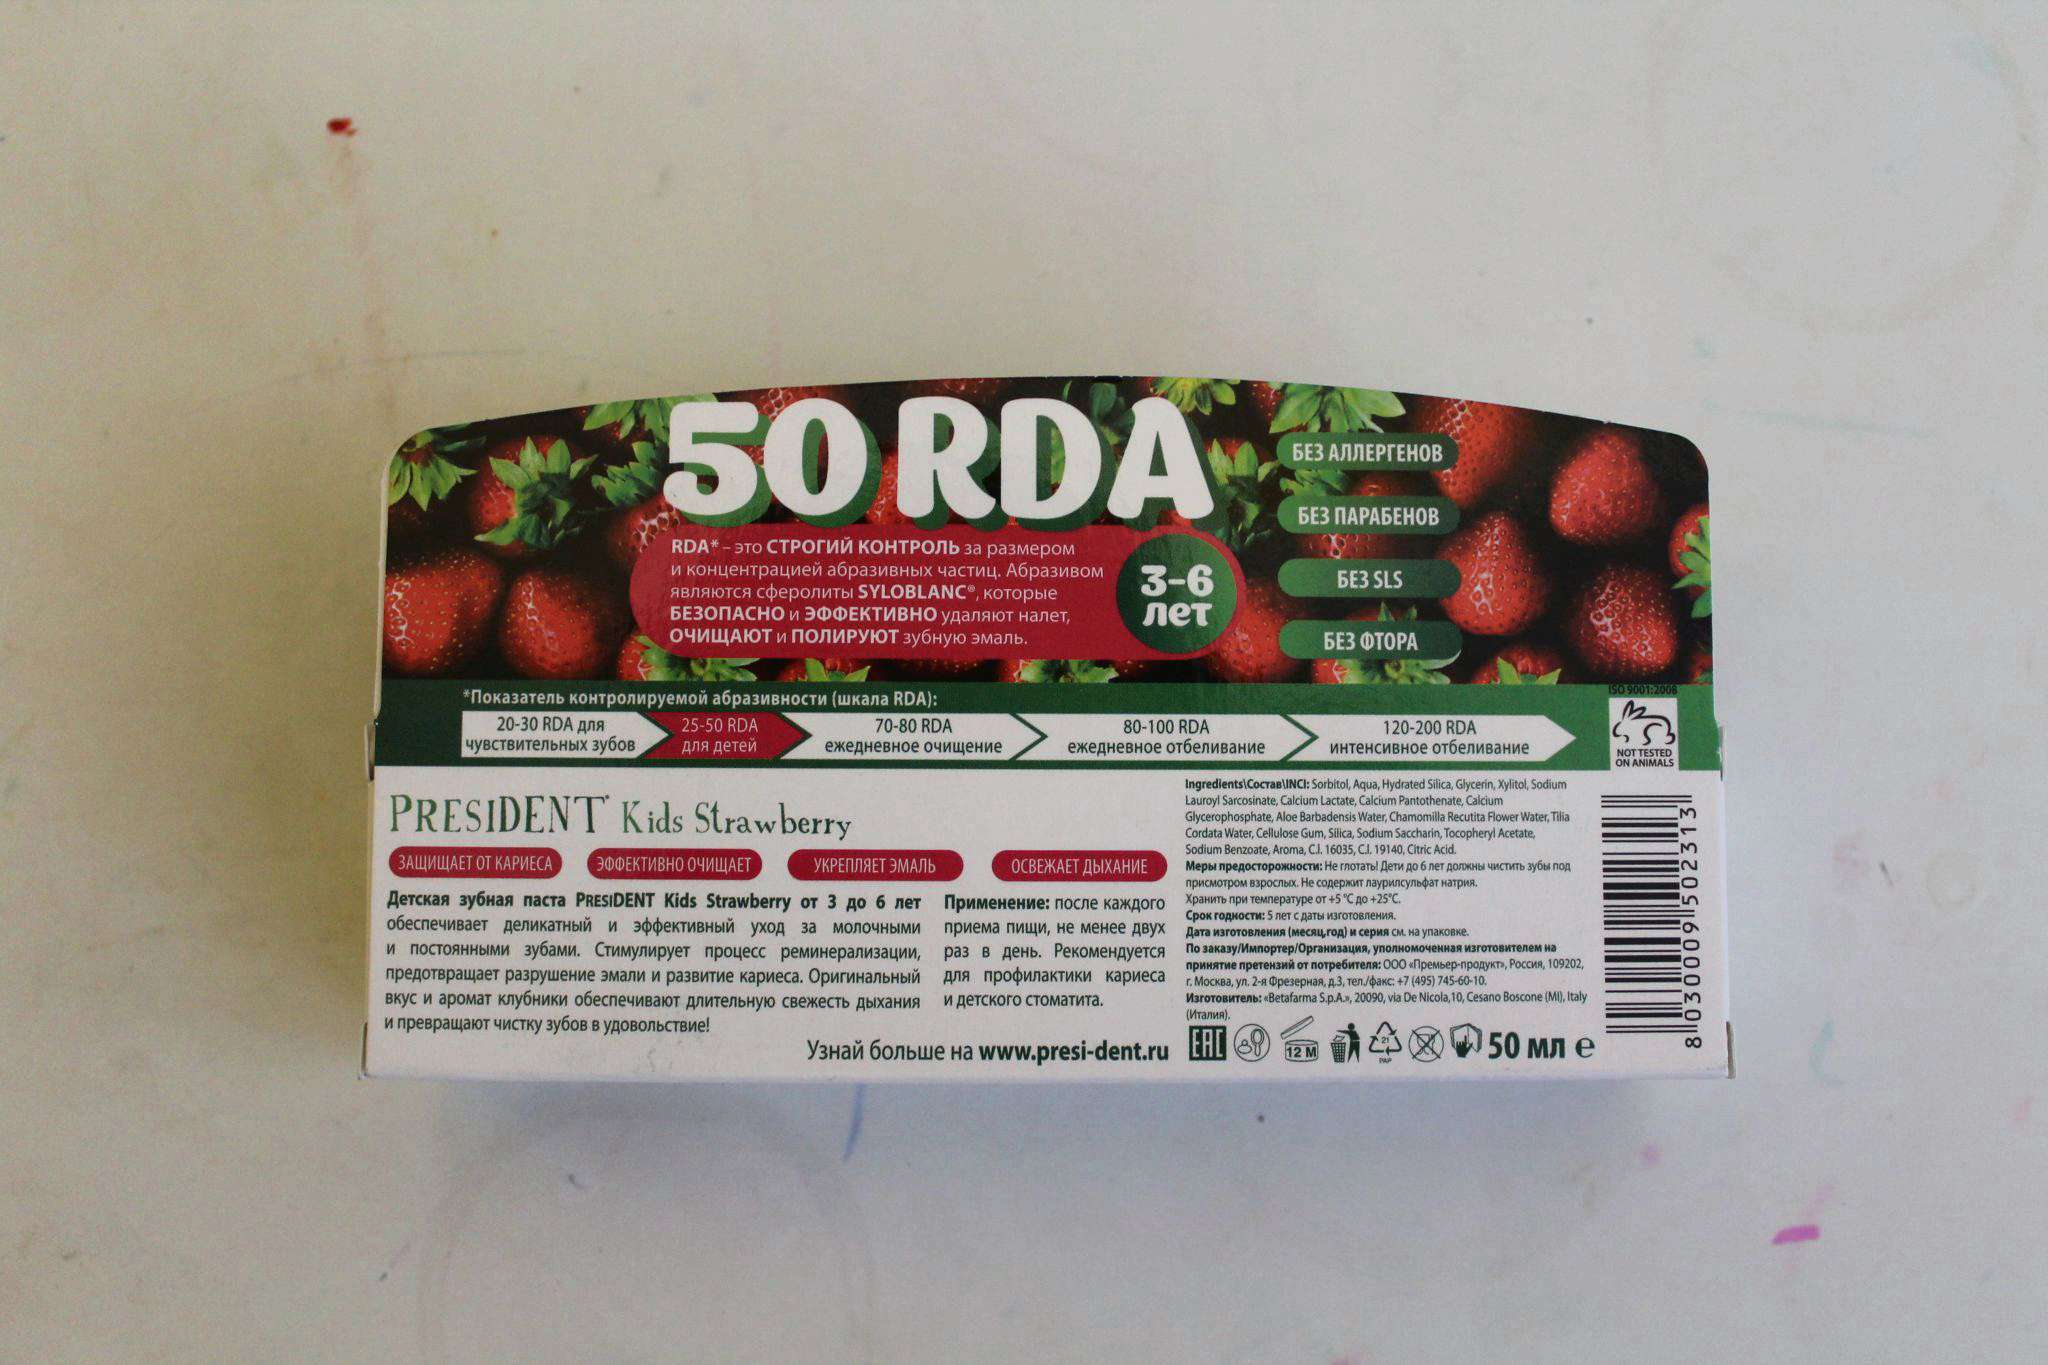 50 RDA
RDA* – это СТРОГИЙ КОНТРОЛЬ за размером
и концентрацией абразивных частиц. Абразивом
являются сферолиты SYLOBLANC®, которые
БЕЗОПАСНО и ЭФФЕКТИВНО удаляют налет,
ОЧИЩАЮТ и ПОЛИРУЮТ зубную эмаль.
3-6
лет
БЕЗ АЛЛЕРГЕНОВ
БЕЗ ПАРАБЕНОВ
БЕЗ SLS
БЕЗ ФТОРА
*Показатель контролируемой абразивности (шкала RDA):
20-30 RDA для
чувствительных зубов
25-50 RDA
для детей
70-80 RDA
ежедневное очищение
80-100 RDA
ежедневное отбеливание
120-200 RDA
интенсивное отбеливание
ISO 9001:2008
NOT TESTED
ON ANIMALS
PRESIDENT® Kids Strawberry
ЗАЩИЩАЕТ ОТ КАРИЕСА
ЭФФЕКТИВНО ОЧИЩАЕТ
УКРЕПЛЯЕТ ЭМАЛЬ
ОСВЕЖАЕТ ДЫХАНИЕ
Детская зубная паста PRESIDENT Kids Strawberry от 3 до 6 лет
обеспечивает деликатный и эффективный уход за молочными
и постоянными зубами. Стимулирует процесс реминерализации,
предотвращает разрушение эмали и развитие кариеса. Оригинальный
вкус и аромат клубники обеспечивают длительную свежесть дыхания
и превращают чистку зубов в удовольствие!
Применение: после каждого
приема пищи, не менее двух
раз в день. Рекомендуется
для профилактики кариеса
и детского стоматита.
Узнай больше на www.presi-dent.ru
Ingredients\Состав\INCI: Sorbitol, Aqua, Hydrated Silica, Glycerin, Xylitol, Sodium
Lauroyl Sarcosinate, Calcium Lactate, Calcium Pantothenate, Calcium
Glycerophosphate, Aloe Barbadensis Water, Chamomilla Recutita Flower Water, Tilia
Cordata Water, Cellulose Gum, Silica, Sodium Saccharin, Tocopheryl Acetate,
Sodium Benzoate, Aroma, C.I. 16035, C.I. 19140, Citric Acid.
Меры предосторожности: Не глотать! Дети до 6 лет должны чистить зубы под
присмотром взрослых. Не содержит лаурилсульфат натрия.
Хранить при температуре от +5 °C до +25°C.
Срок годности: 5 лет с даты изготовления.
Дата изготовления (месяц,год) и серия см. на упаковке.
По заказу/Импортер/Организация, уполномоченная изготовителем на
принятие претензий от потребителя: ООО «Премьер-продукт», Россия, 109202,
г. Москва, ул. 2-я Фрезерная, д.3, тел./факс: +7 (495) 745-60-10.
Изготовитель: «Betafarma S.p.A.», 20090, via De Nicola,10, Cesano Boscone (MI), Italy
(Италия).
EAC
12 M
21
PAP
50 мл e
8030009502313